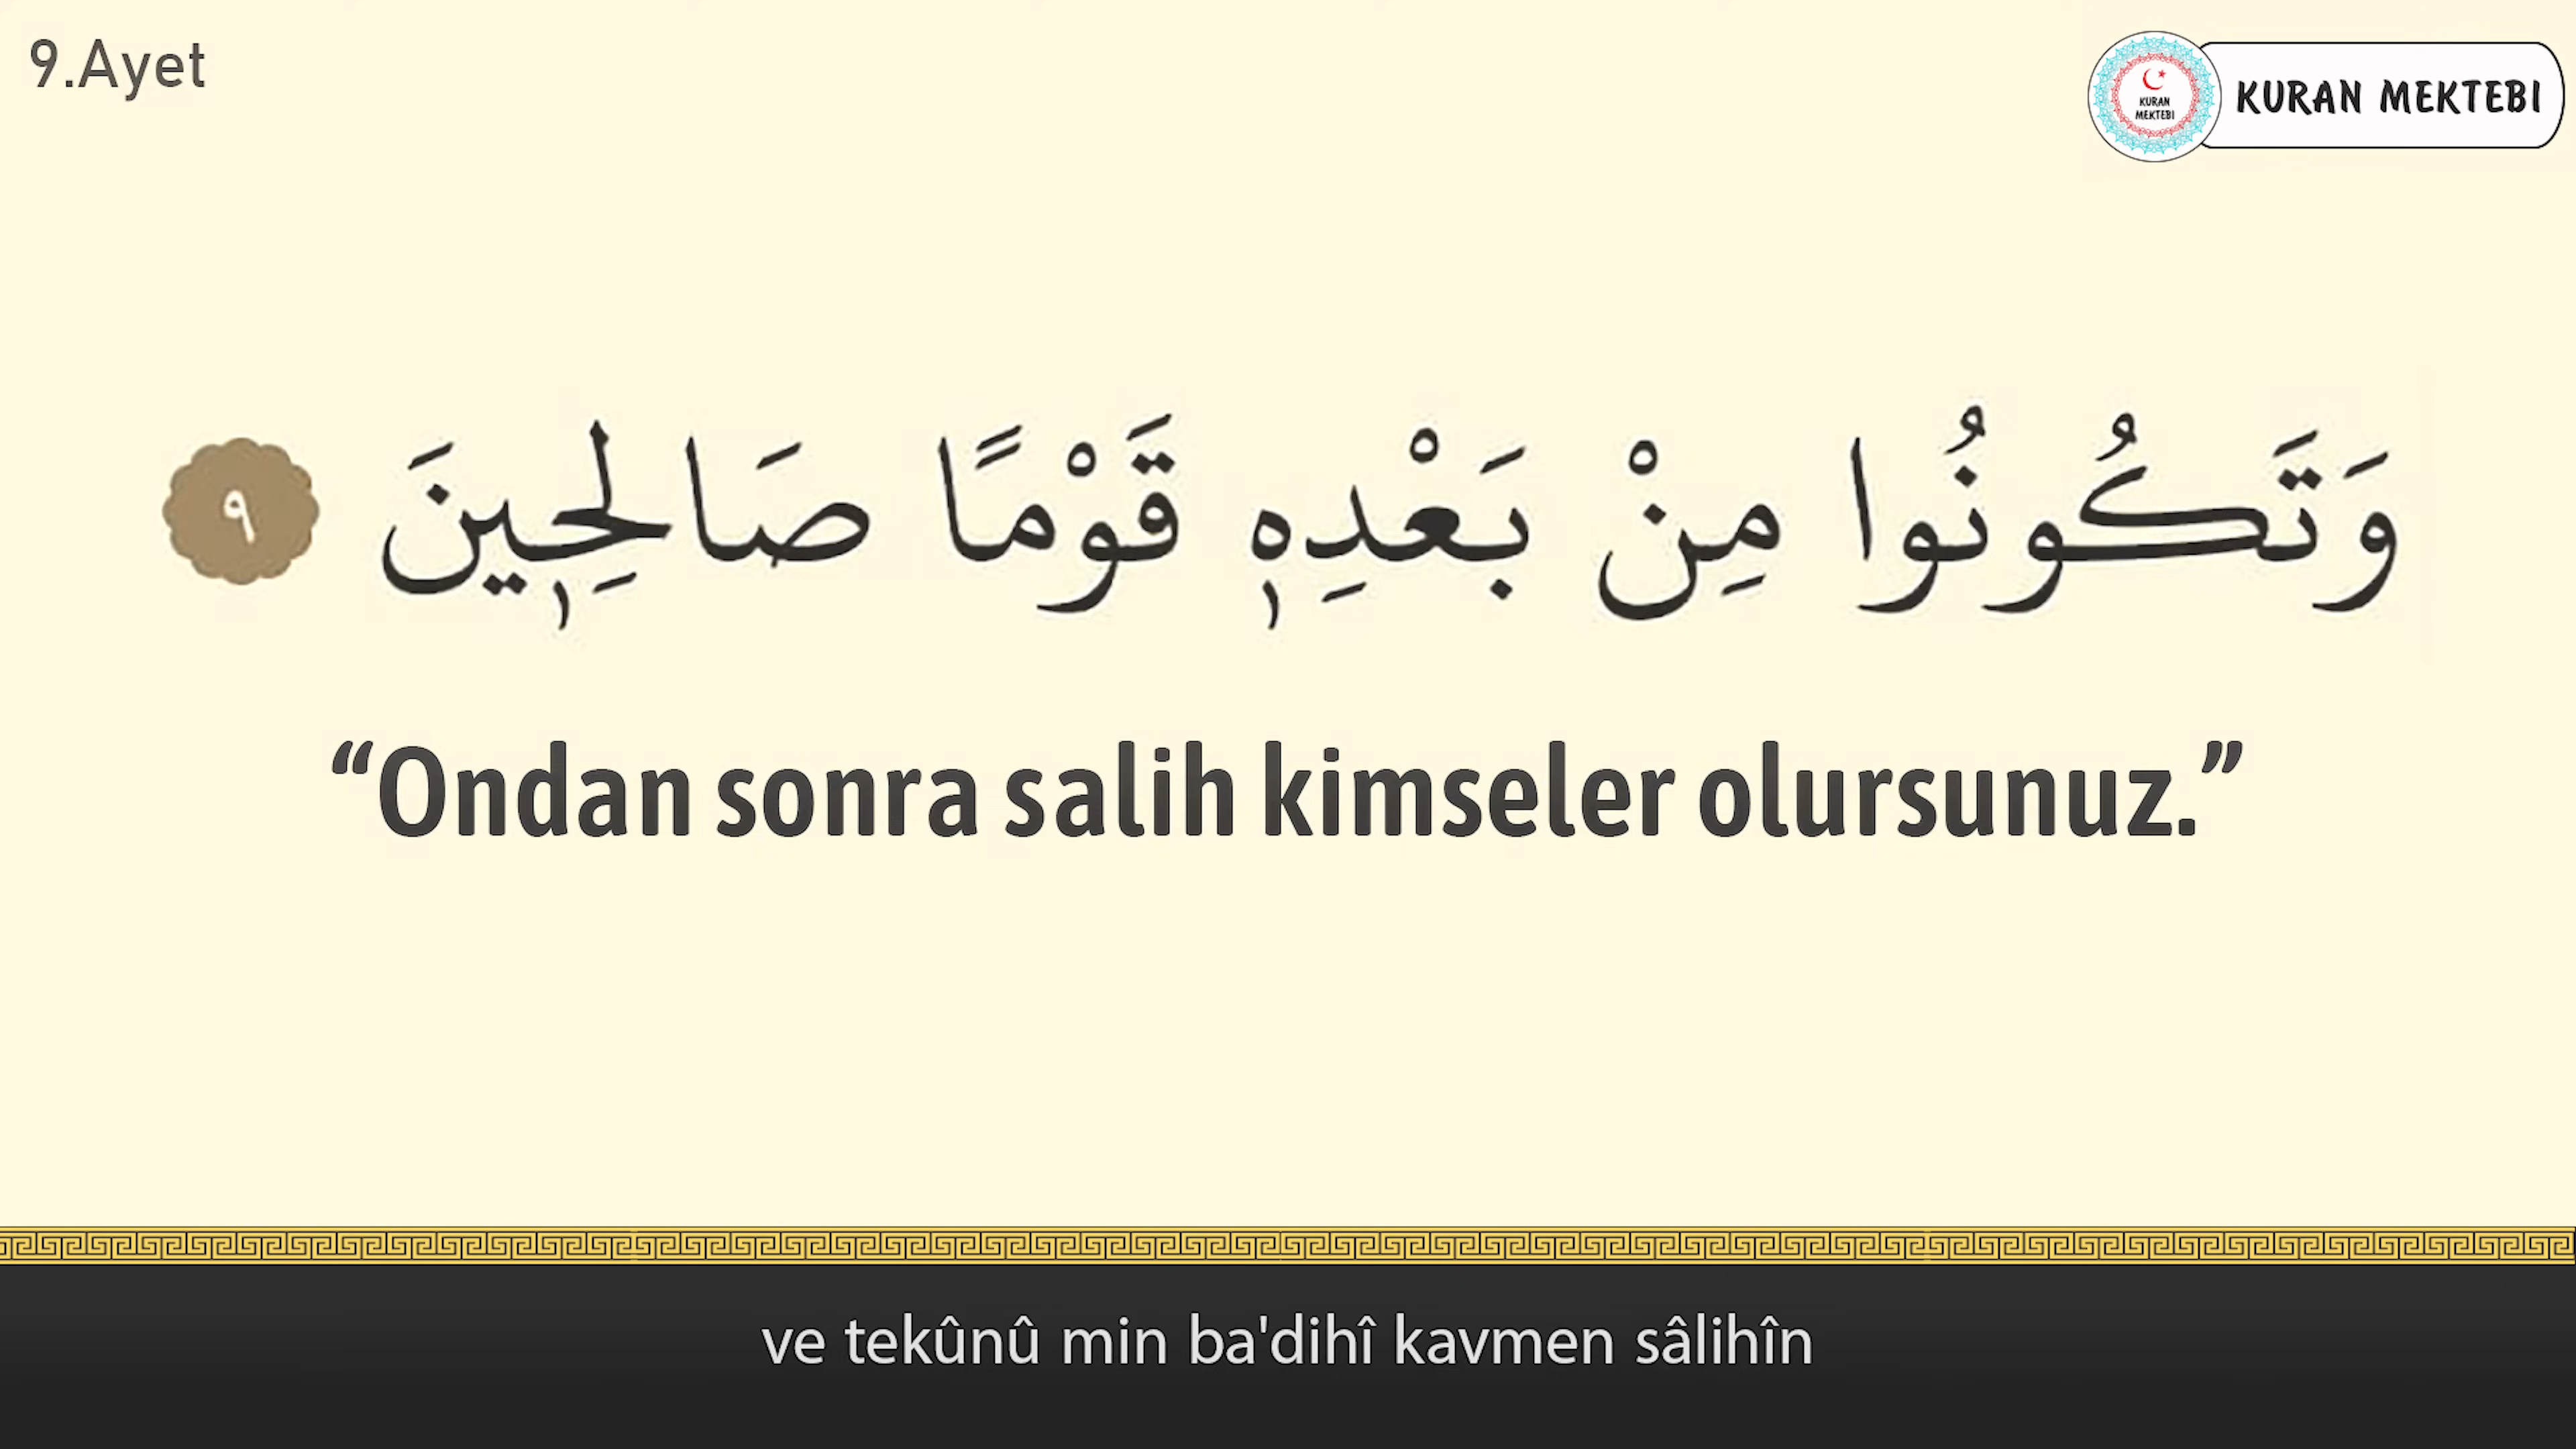 9.Ayet
KURAN MEKTEBI
KURAN MEKTEBI
وَتَكُونُوا مِنْ بَعْدِهٖ قَوْمًا صَالِحٖينَ ٩
“Ondan sonra salih kimseler olursunuz.”
ve tekûnû min ba'dihî kavmen sâlihîn